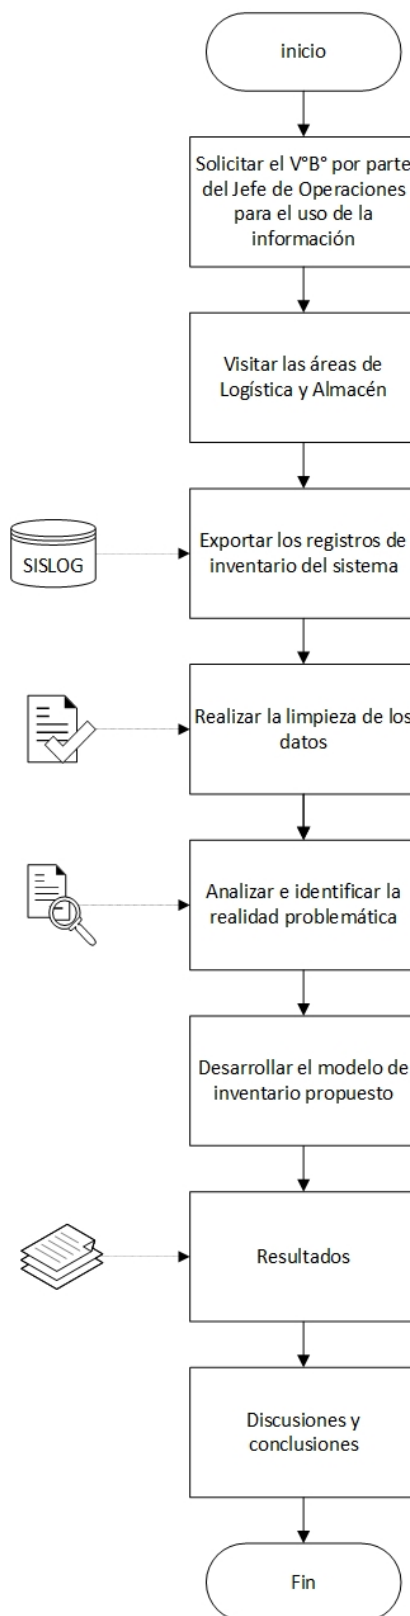 inicio
Solicitar el V°B° por parte
del Jefe de Operaciones
para el uso de la
información
Visitar las áreas de
Logística y Almacén
SISLOG
Exportar los registros de
inventario del sistema
Realizar la limpieza de los
datos
Analizar e identificar la
realidad problemática
Desarrollar el modelo de
inventario propuesto
Resultados
Discusiones y
conclusiones
Fin